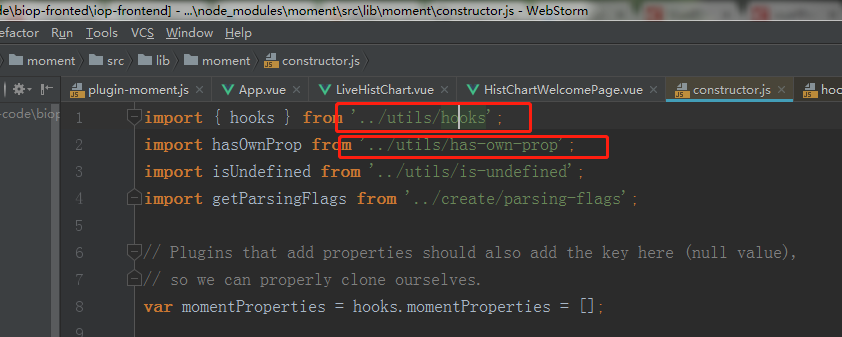 ode\biop-fronted\iop-frontend] - ...\node_modules\moment\src\lib\moment\constructor.js - WebStorm
efactor Run Tools VCS Window Help
moment src lib moment constructor.js
plugin-moment.js App.vue LiveHistChart.vue HistChartWelcomePage.vue constructor.js hoo
-code\biop
1 import { hooks } from '../utils/hooks';
2 import hasOwnProp from '../utils/has-own-prop';
3 import isUndefined from '../utils/is-undefined';
4 import getParsingFlags from '../create/parsing-flags';
5
6 // Plugins that add properties should also add the key here (null value),
7 // so we can properly clone ourselves.
8 var momentProperties = hooks.momentProperties = [];
9